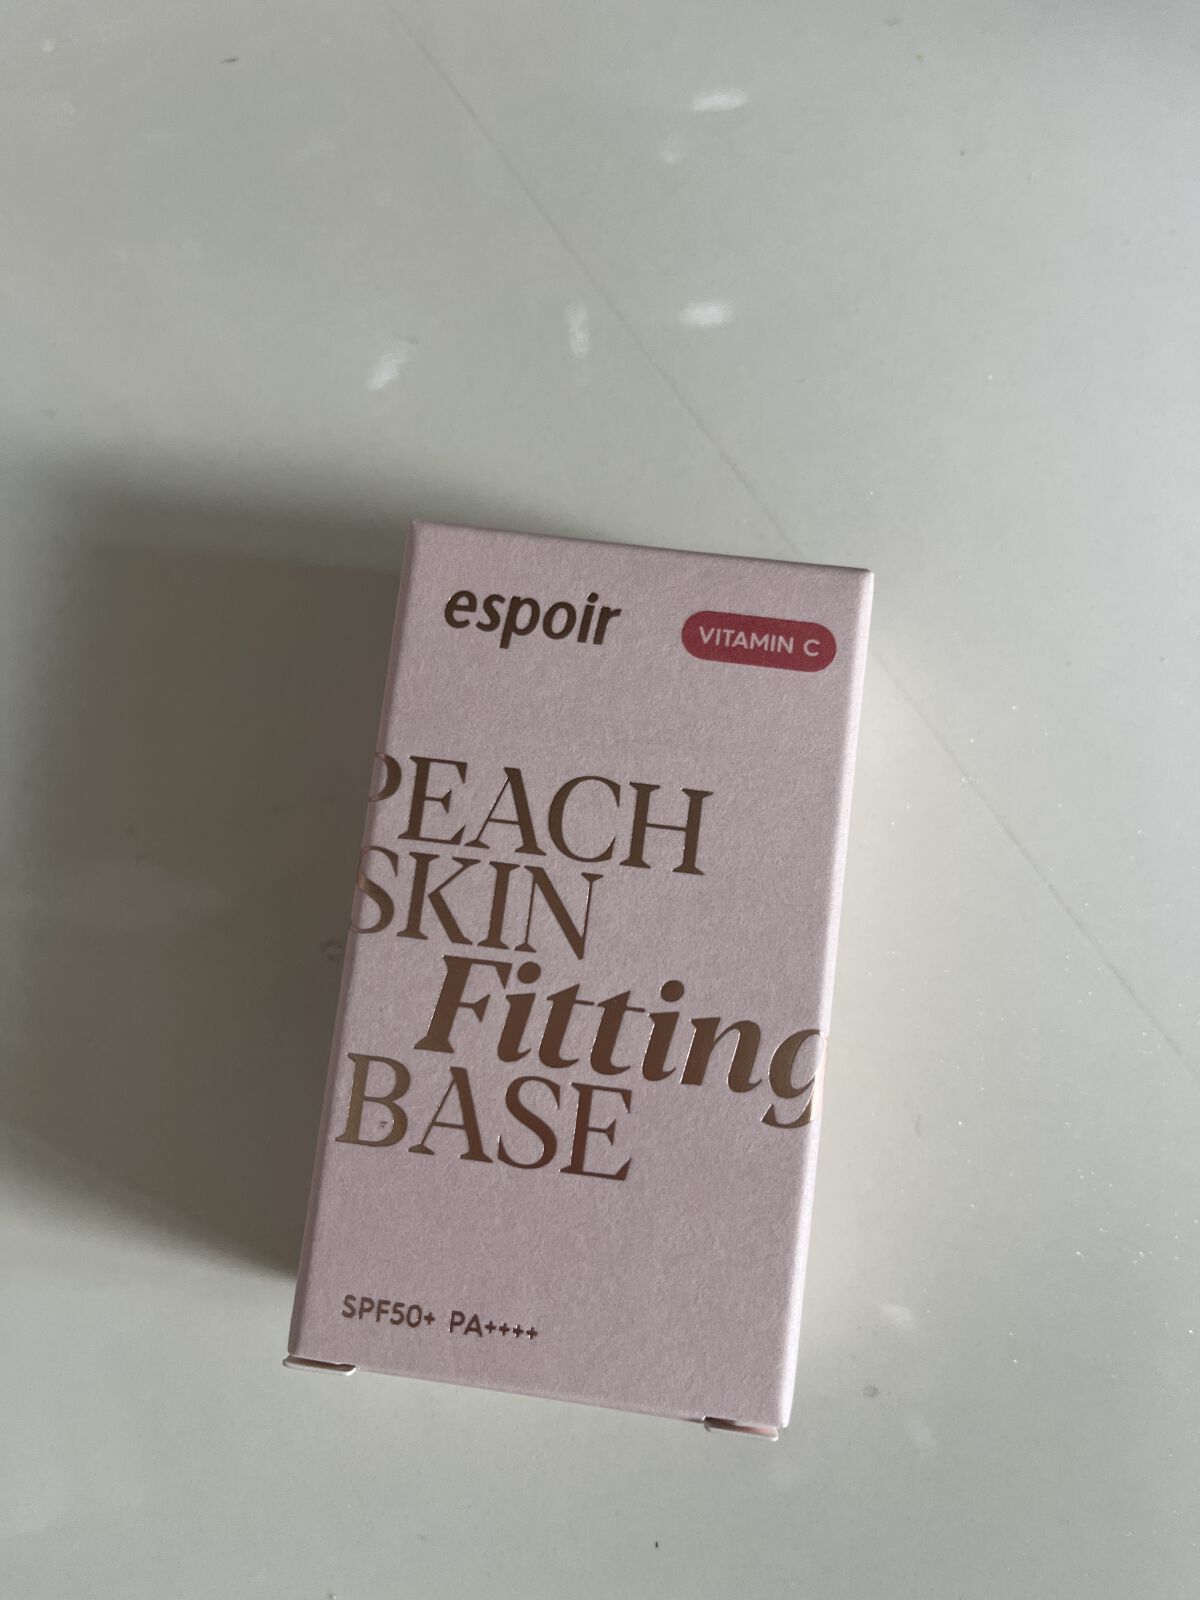 espoir
VITAMIN C
PEACH
SKIN
Fitting
BASE
SPF50+ PA++++